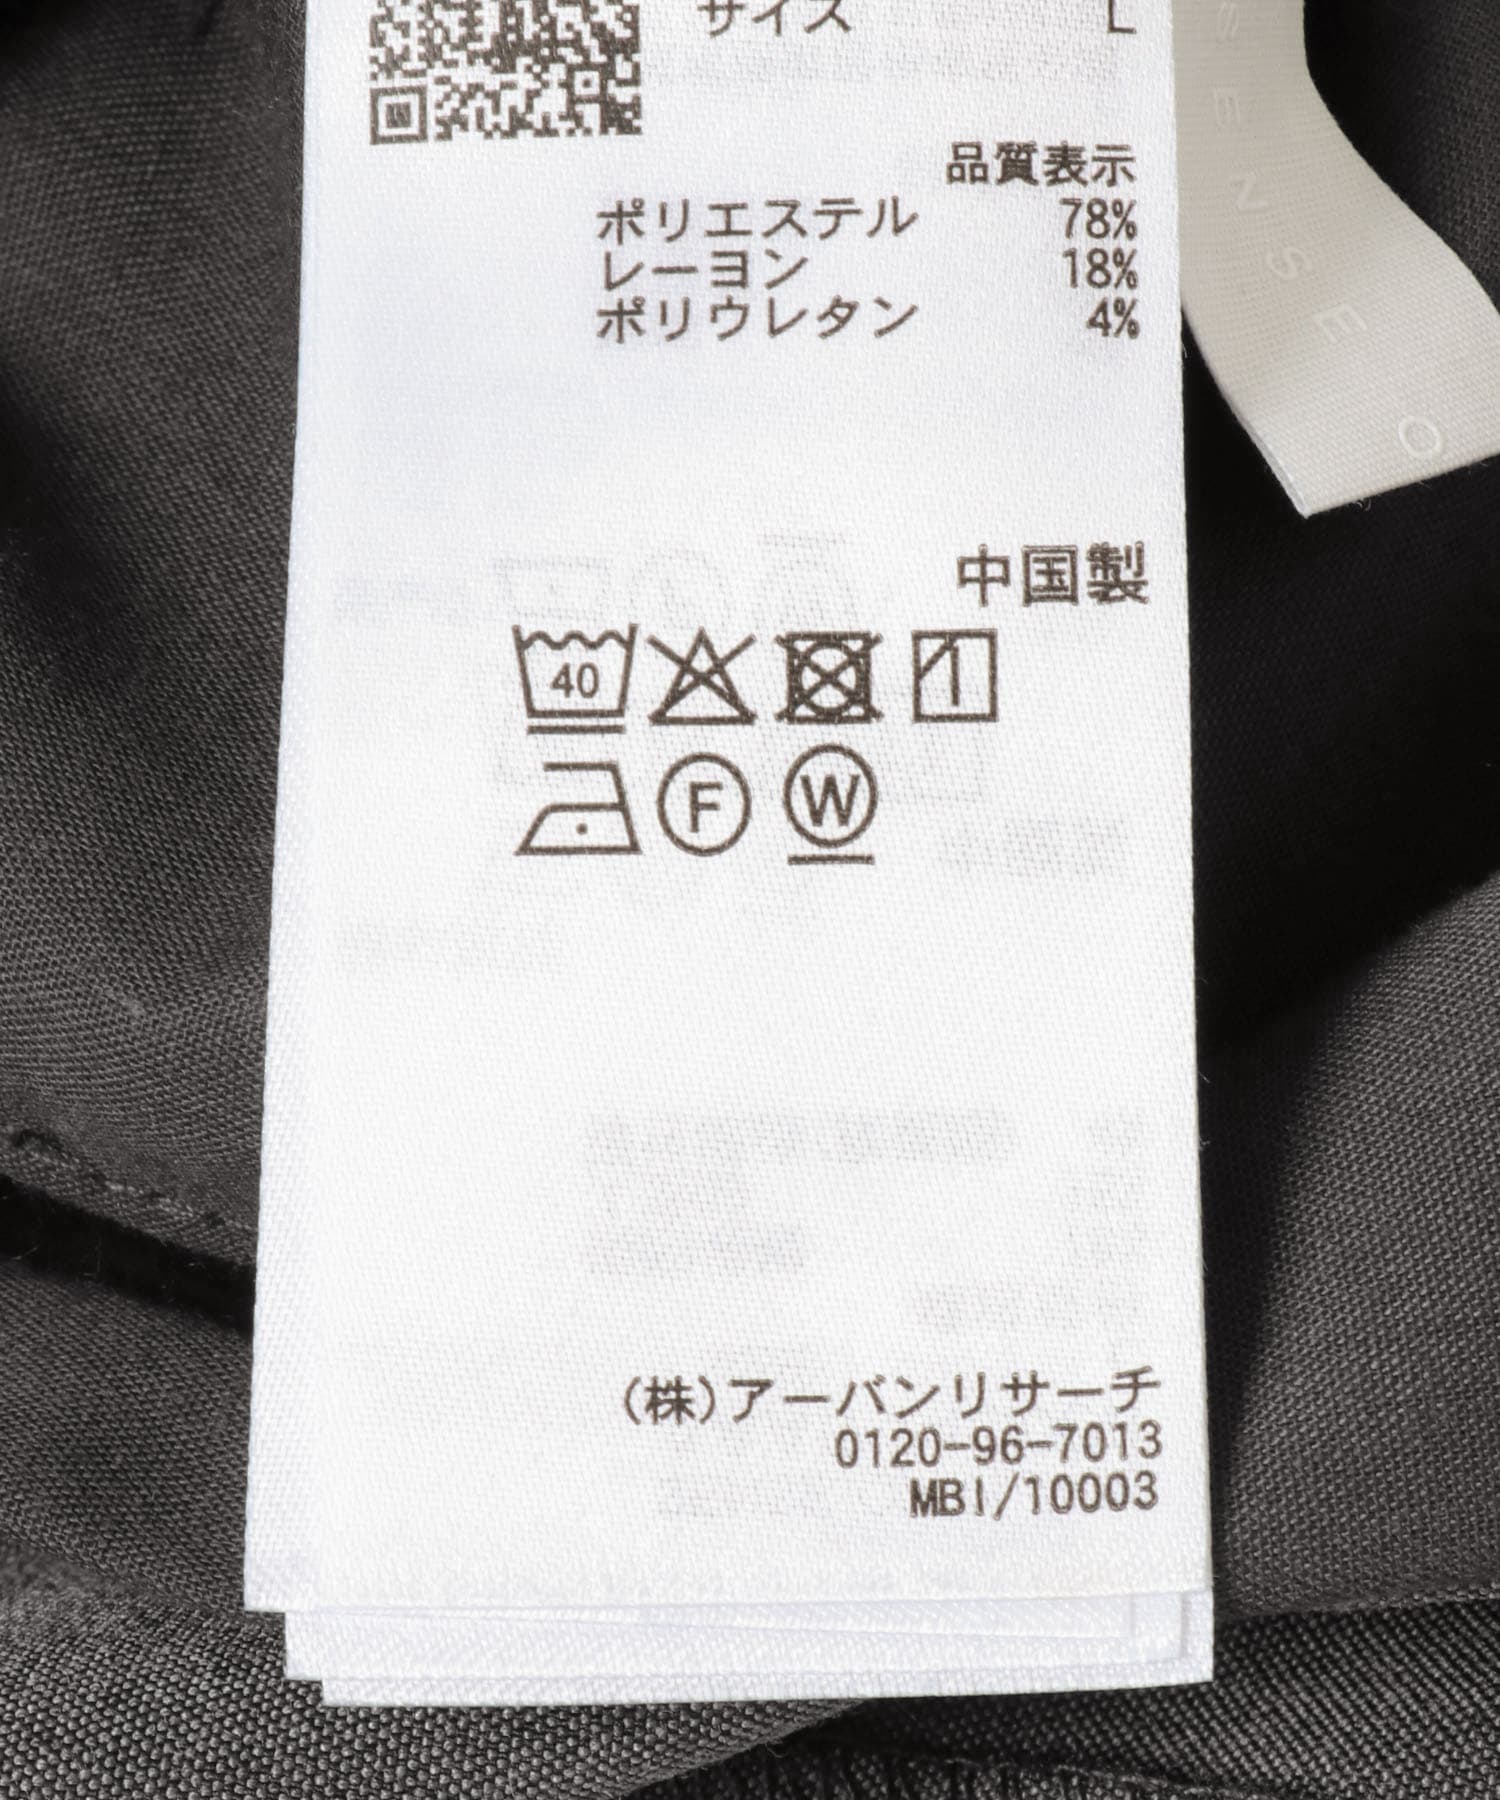 サイズ L
品質表示
ポリエステル 78%
レーヨン 18%
ポリウレタン 4%
中国製
40
F W
(株)アーバンリサーチ
0120-96-7013
MBI/10003
SENSE O